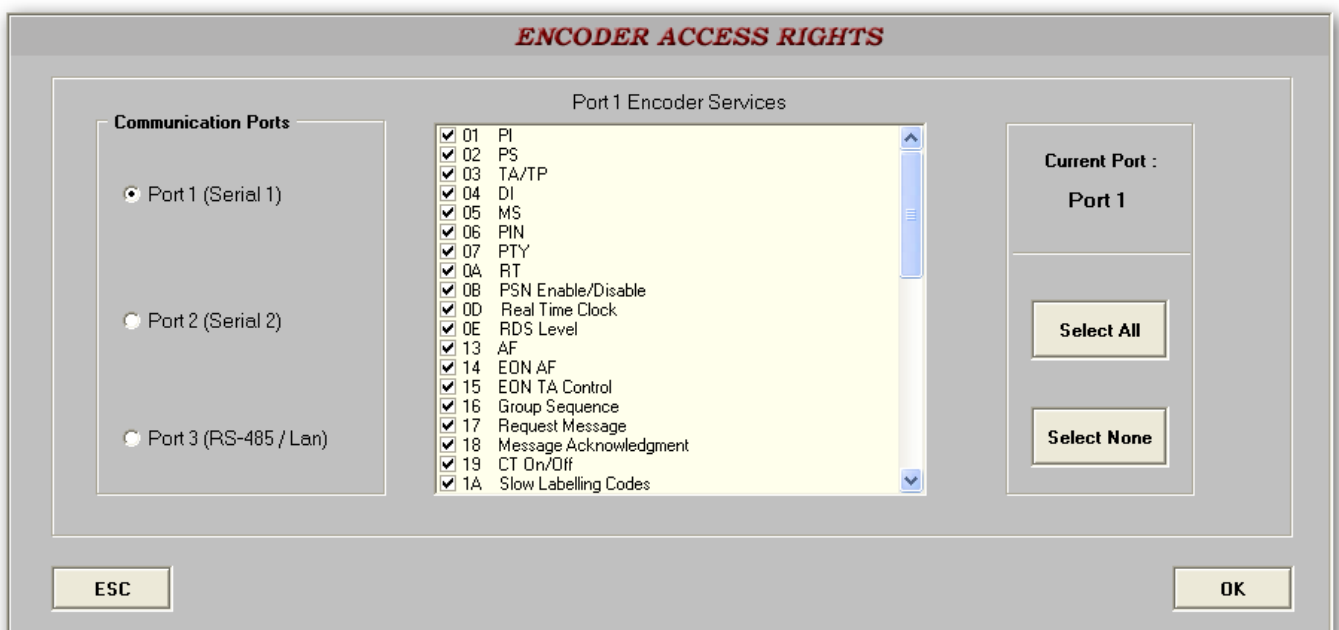 ENCODER ACCESS RIGHTS
Communication Ports
Port 1 (Serial 1)
Port 2 (Serial 2)
Port 3 (RS-485 / Lan)
Port 1 Encoder Services
01 PI
02 PS
03 TA/TP
04 DI
05 MS
06 PIN
07 PTY
0A RT
0B PSN Enable/Disable
0D Real Time Clock
0E RDS Level
13 AF
14 EON AF
15 EON TA Control
16 Group Sequence
17 Request Message
18 Message Acknowledgment
19 CT On/Off
1A Slow Labelling Codes
Current Port :
Port 1
Select All
Select None
ESC
OK